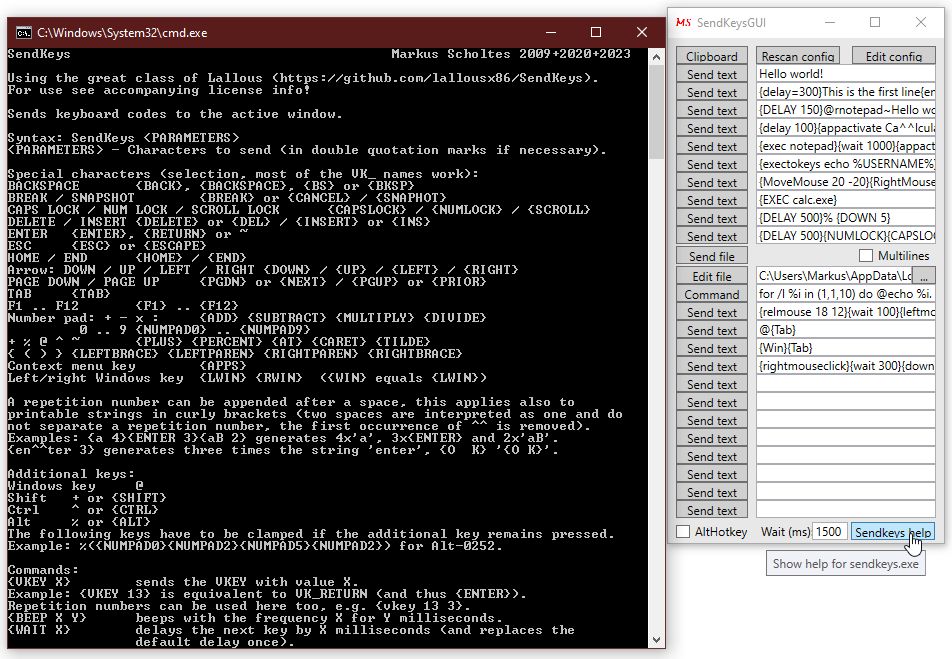 C:\Windows\System32\cmd.exe
SendKeys Markus Scholtes 2009+2020+2023
Using the great class of Lallous (https://github.com/lallousx86/SendKeys).
For use see accompanying license info!
Sends keyboard codes to the active window.
Syntax: SendKeys <PARAMETERS>
<PARAMETERS> - Characters to send (in double quotation marks if necessary).
Special characters (selection, most of the VK_ names work):
BACKSPACE {BACK}, {BACKSPACE}, {BS} or {BKSP}
BREAK / SNAPSHOT {BREAK} or {CANCEL} / {SNAPHOT}
CAPS LOCK / NUM LOCK / SCROLL LOCK {CAPSLOCK} / {NUMLOCK} / {SCROLL}
DELETE / INSERT {DELETE} or {DEL} / {INSERT} or {INS}
ENTER {ENTER}, {RETURN} or ~
ESC {ESC} or {ESCAPE}
HOME / END {HOME} / {END}
Arrow: DOWN / UP / LEFT / RIGHT {DOWN} / {UP} / {LEFT} / {RIGHT}
PAGE DOWN / PAGE UP {PGDN} or {NEXT} / {PGUP} or {PRIOR}
TAB {TAB}
F1 .. F12 {F1} .. {F12}
Number pad: + - x : {ADD} {SUBTRACT} {MULTIPLY} {DIVIDE}
0 .. 9 {NUMPAD0} .. {NUMPAD9}
+ % @ ^ ~ {PLUS} {PERCENT} {AT} {CARET} {TILDE}
{ ( ) } {LEFTBRACE} {LEFTPAREN} {RIGHTPAREN} {RIGHTBRACE}
Context menu key {APPS}
Left/right Windows key {LWIN} {RWIN} ({WIN} equals {LWIN})
A repetition number can be appended after a space, this applies also to
printable strings in curly brackets (two spaces are interpreted as one and do
not separate a repetition number, the first occurence of ^^ is removed).
Examples: {a 4}{ENTER 3}{aB 2} generates 4x'a', 3x{ENTER} and 2x'aB'.
{en^^ter 3} generates three times the string 'enter', {O  K} '{O K}'.
Additional keys:
Windows key @
Shift + or {SHIFT}
Ctrl ^ or {CTRL}
Alt % or {ALT}
The following keys have to be clamped if the additional key remains pressed.
Example: %({NUMPAD0}{NUMPAD2}{NUMPAD5}{NUMPAD2}) for Alt-0252.
Commands:
{VKEY X} sends the VKEY with value X.
Example: {VKEY 13} is equivalent to VK_RETURN (and thus {ENTER}).
Repetition numbers can be used here too, e.g. {vkey 13 3}.
{BEEP X Y} beeps with the frequency X for Y milliseconds.
{WAIT X} delays the next key by X milliseconds (and replaces the
default delay once).
MS SendKeysGUI
Clipboard Rescan config Edit config
Send text Hello world!
Send text {delay=300}This is the first line{en
Send text {DELAY 150}@rnotepad~Hello wo
Send text {delay 100}{appactivate Ca^^lcula
Send text {exec notepad}{wait 1000}{appact
Send text {exectokeys echo %USERNAME%}
Send text {MoveMouse 20 -20}{RightMouse
Send text {EXEC calc.exe}
Send text {DELAY 500}% {DOWN 5}
Send text {DELAY 500}{NUMLOCK}{CAPSLO
Send file Multilines
Edit file C:\Users\Markus\AppData\Lo ...
Command for /l %i in (1,1,10) do @echo %i.
Send text {relmouse 18 12}{wait 100}{leftmo
Send text @{Tab}
Send text {Win}{Tab}
Send text {rightmouseclick}{wait 300}{down
Send text
Send text
Send text
Send text
Send text
Send text
Send text
Send text
AltHotkey Wait (ms): 1500 Sendkeys help
Show help for sendkeys.exe